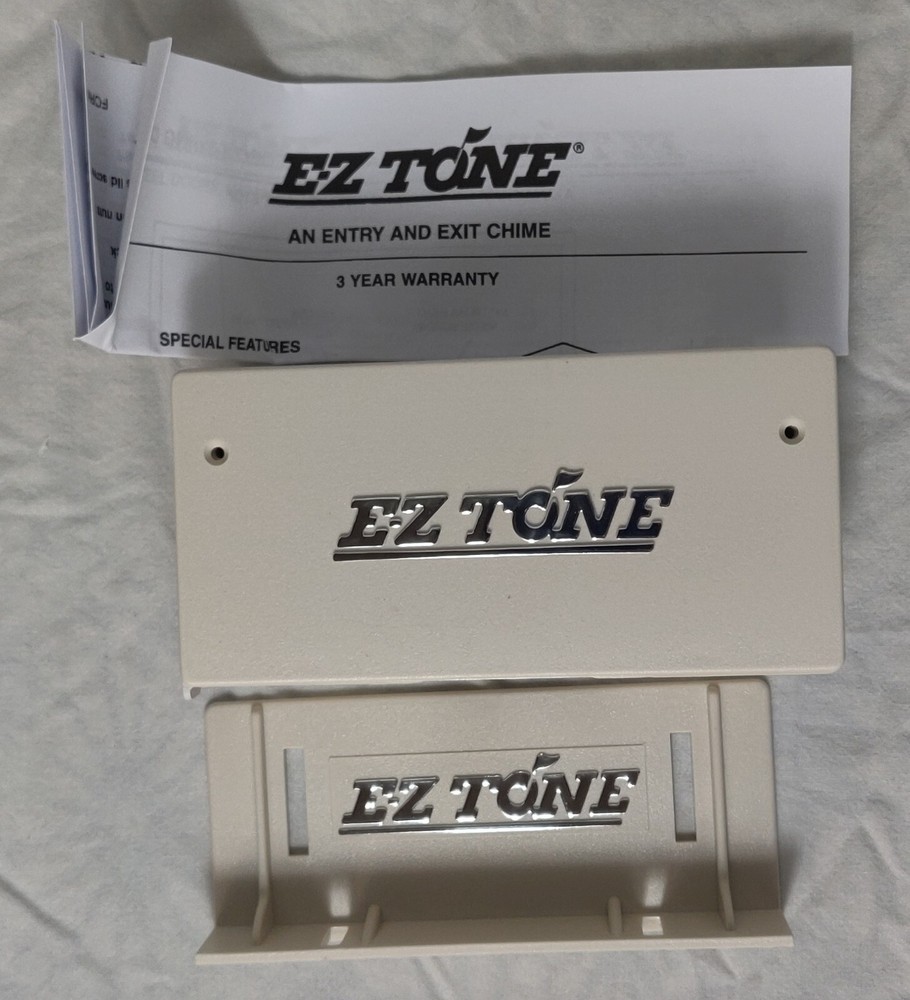 E-Z TONE®
AN ENTRY AND EXIT CHIME
3 YEAR WARRANTY
SPECIAL FEATURES
E-Z TONE
E-Z TONE